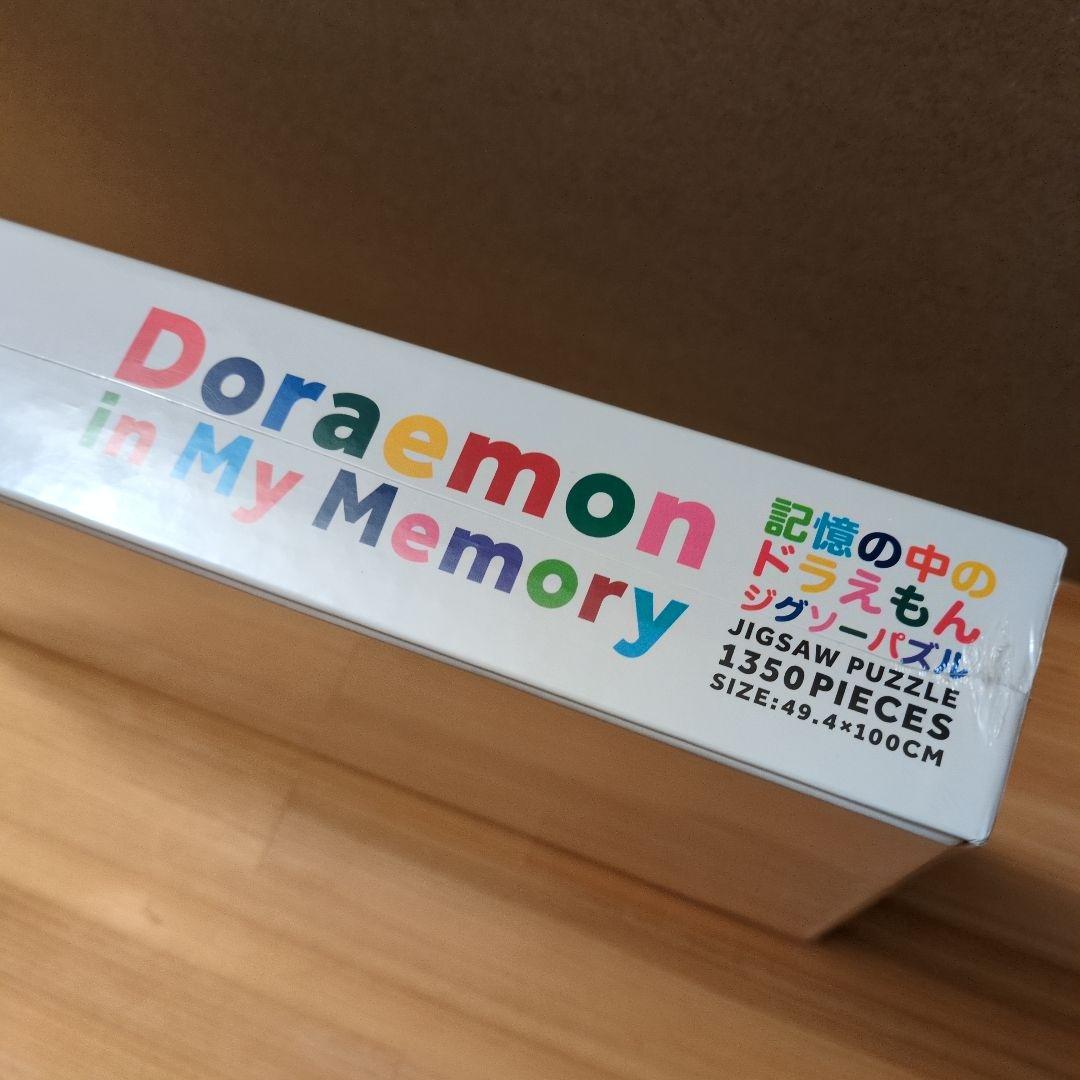 Doraemon
in My Memory
記憶の中の
ドラえもん
ジグソーパズル
JIGSAW PUZZLE
1350 PIECES
SIZE:49.4×100CM